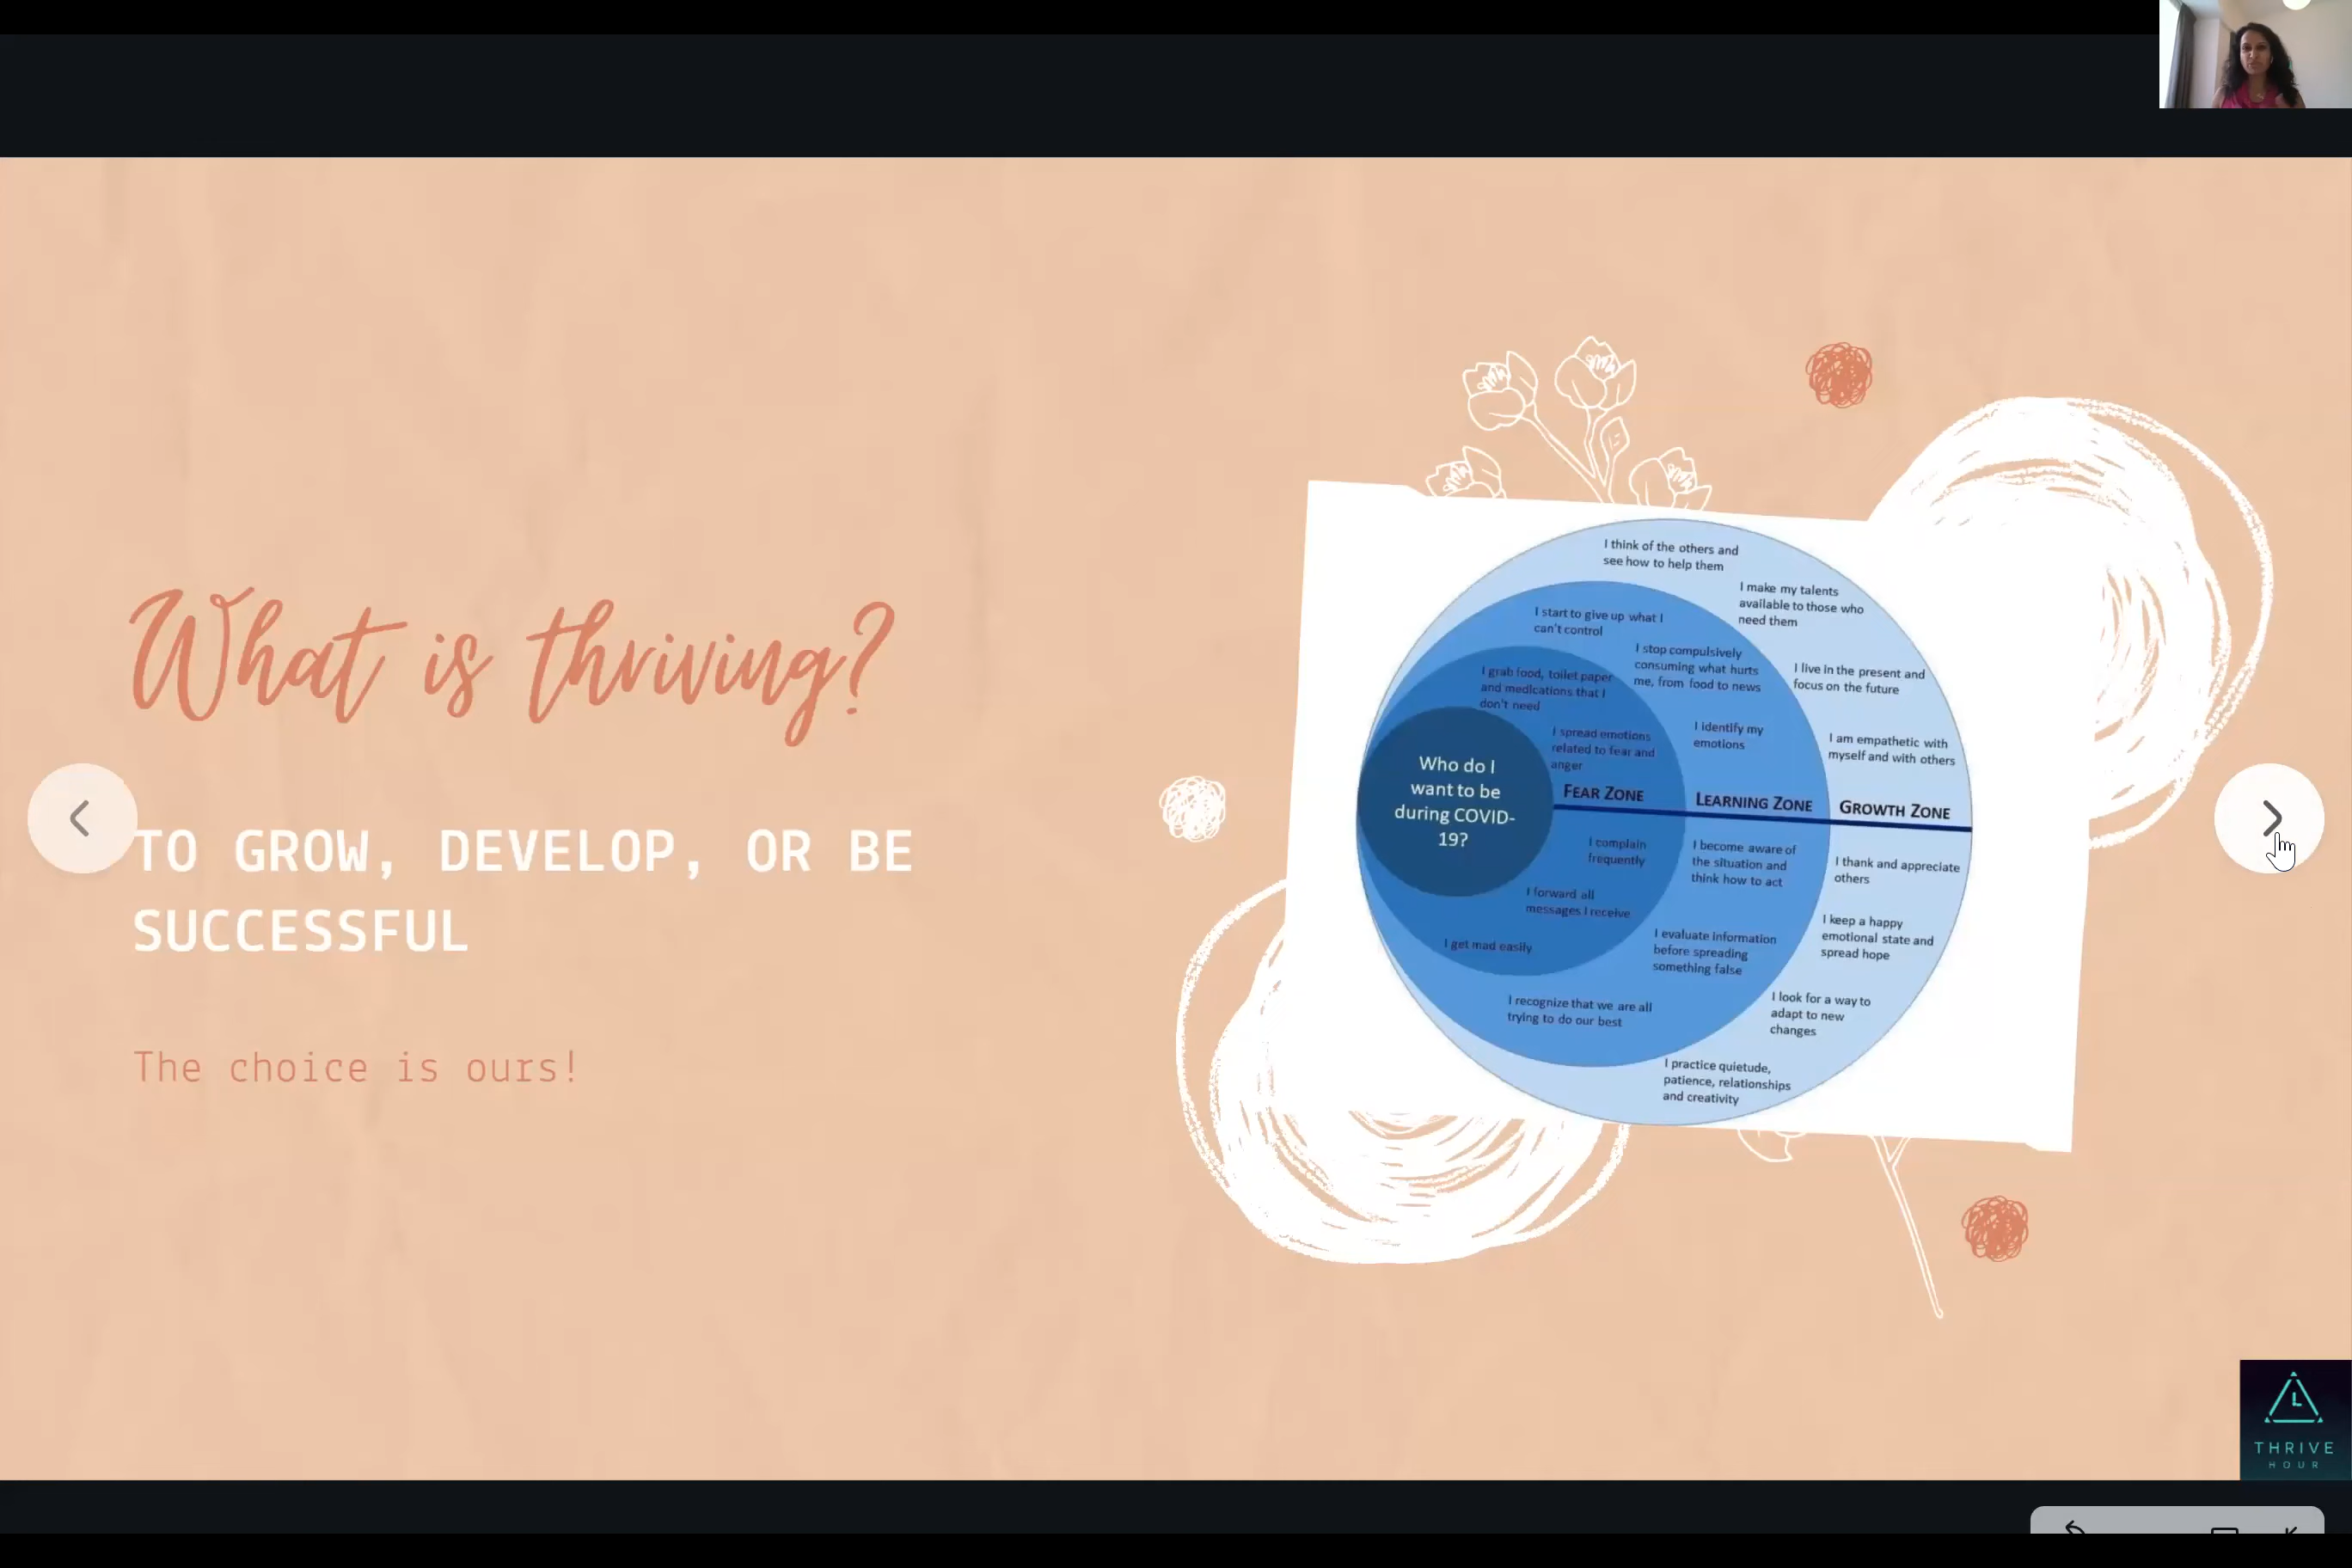 What is thriving?
TO GROW, DEVELOP, OR BE
SUCCESSFUL
The choice is ours!
I think of the others and
see how to help them
I make my talents
available to those who
need them
I start to give up what I
can't control
I stop compulsively
consuming what hurts
me, from food to news
I live in the present and
focus on the future
I grab food, toilet paper
and medications that I
don't need
I spread emotions
related to fear and
anger
I identify my
emotions
I am empathetic with
myself and with others
Who do I
want to be
during COVID-
19?
FEAR ZONE
LEARNING ZONE
GROWTH ZONE
I complain
frequently
I become aware of
the situation and
think how to act
I thank and appreciate
others
I forward all
messages I receive
I keep a happy
emotional state and
spread hope
I get mad easily
I evaluate information
before spreading
something false
I recognize that we are all
trying to do our best
I look for a way to
adapt to new
changes
I practice quietude,
patience, relationships
and creativity
L
THRIVE
HOUR